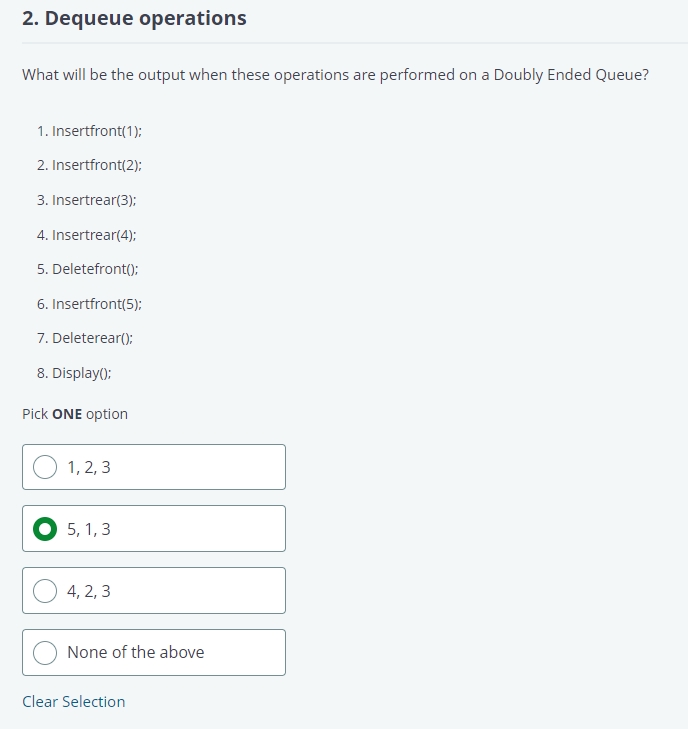 2. Dequeue operations
What will be the output when these operations are performed on a Doubly Ended Queue?
1. Insertfront(1);
2. Insertfront(2);
3. Insertrear(3);
4. Insertrear(4);
5. Deletefront();
6. Insertfront(5);
7. Deleterear();
8. Display();
Pick ONE option
1, 2, 3
5, 1, 3
4, 2, 3
None of the above
Clear Selection